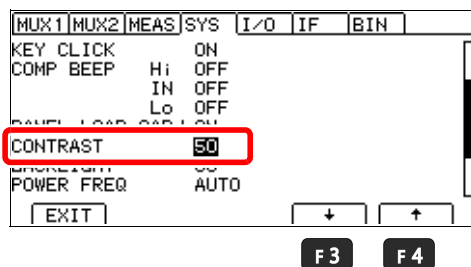 MUX1 MUX2 MEAS SYS I/O IF BIN
KEY CLICK ON
COMP BEEP Hi OFF
IN OFF
Lo OFF
CONTRAST 50
POWER FREQ AUTO
EXIT ↓ ↑
F3 F4